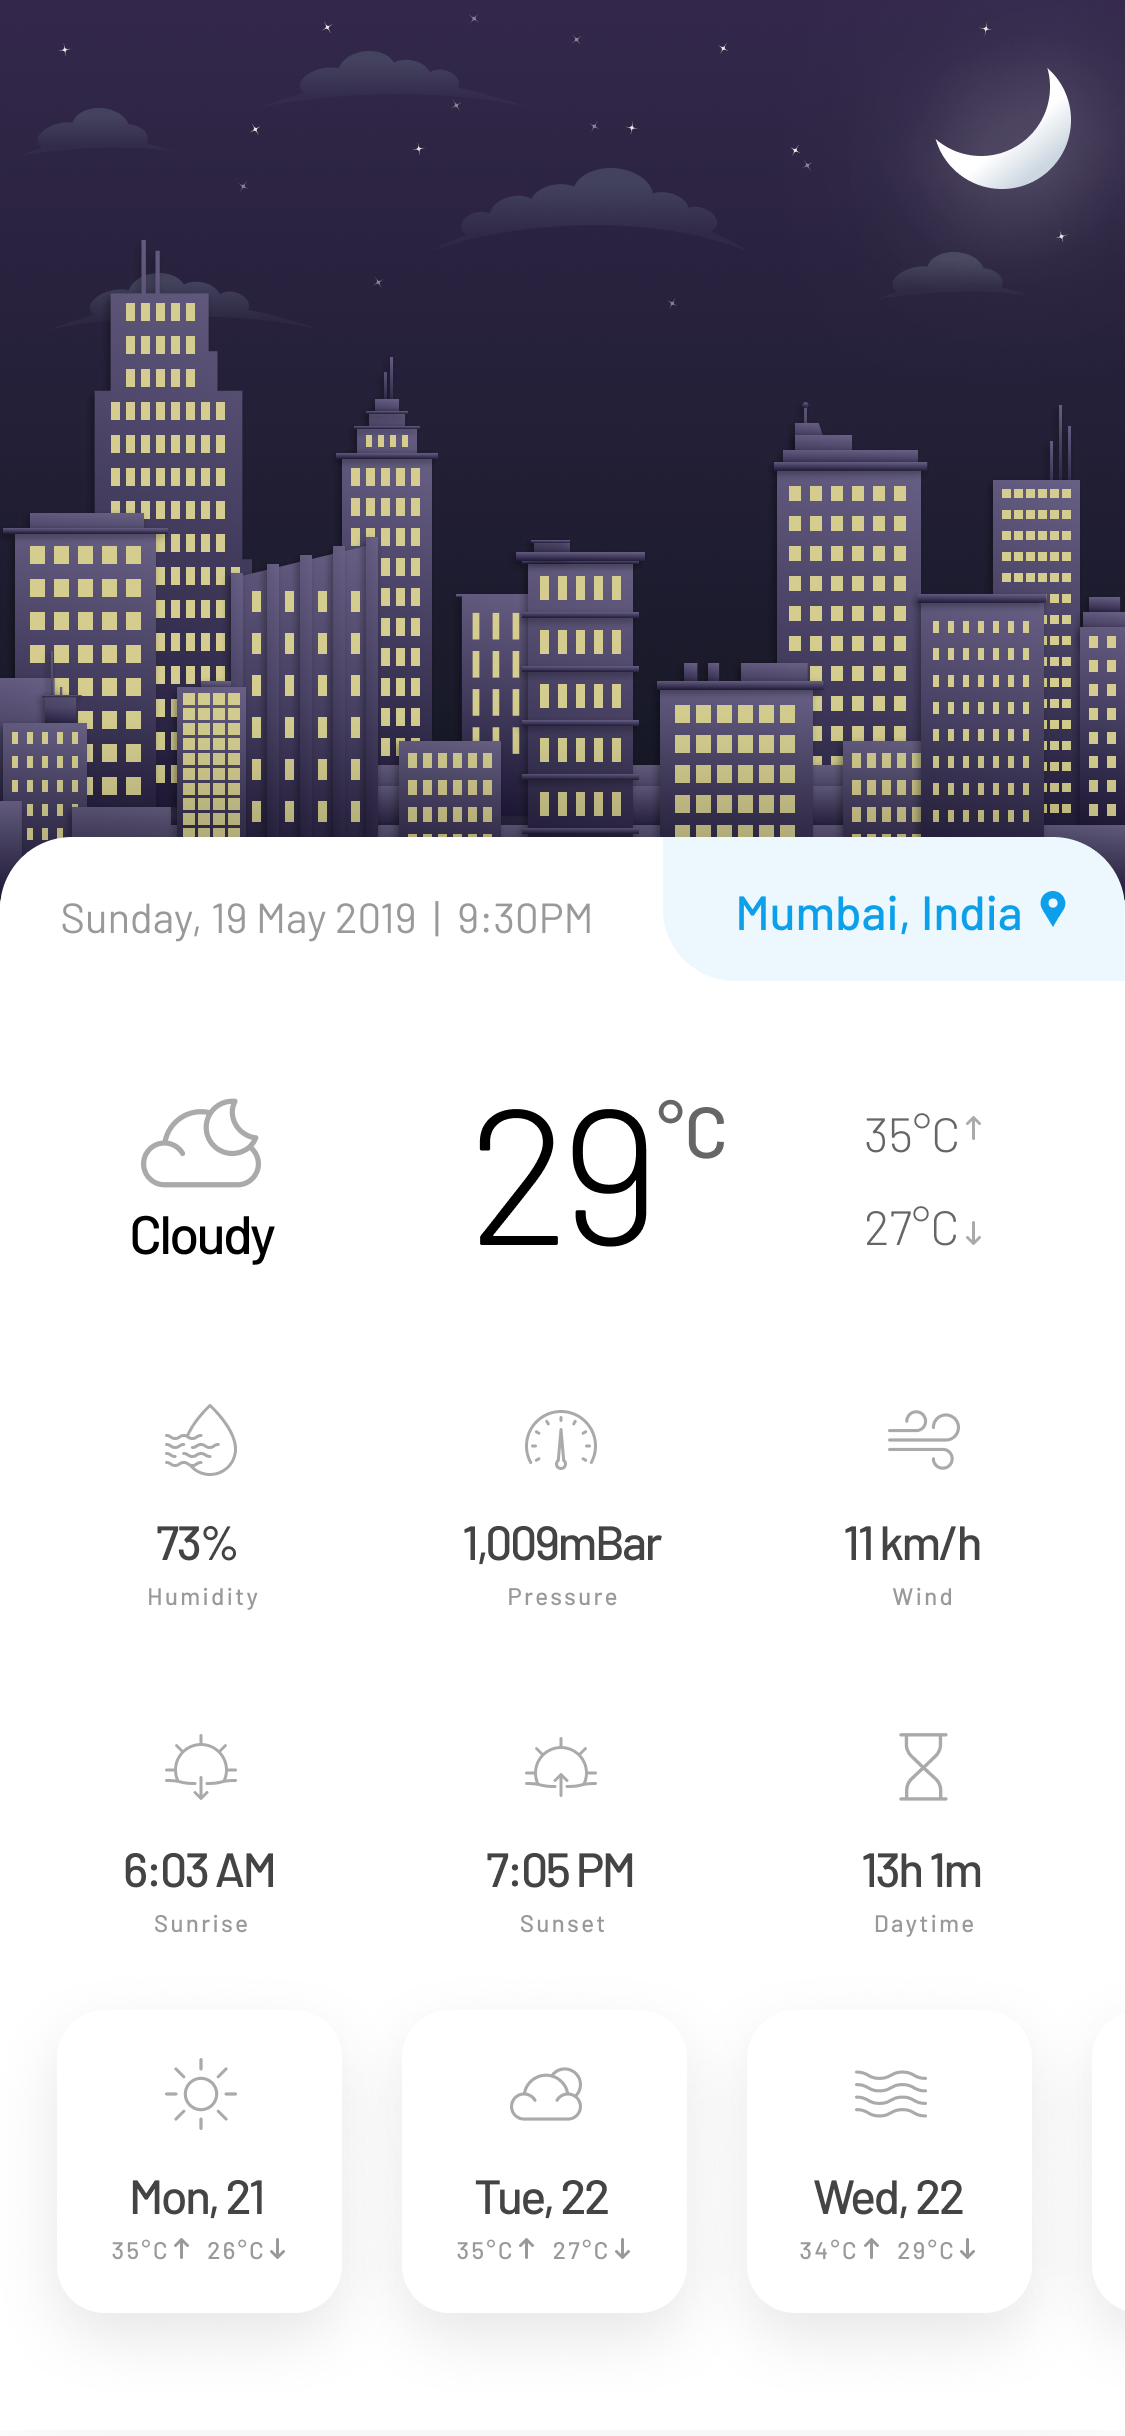 Sunday, 19 May 2019 | 9:30PM
Mumbai, India
Cloudy
29°C
35°C↑
27°C↓
73%
Humidity
1,009mBar
Pressure
11 km/h
Wind
6:03 AM
Sunrise
7:05 PM
Sunset
13h 1m
Daytime
Mon, 21
35°C↑ 26°C↓
Tue, 22
35°C↑ 27°C↓
Wed, 22
34°C↑ 29°C↓